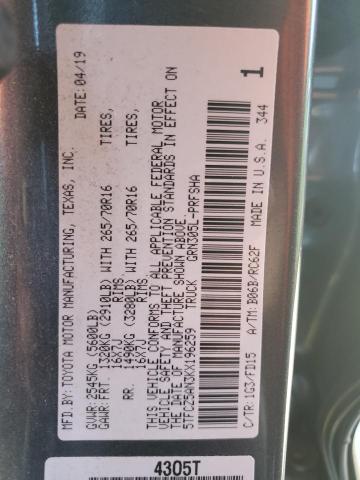 MFD. BY: TOYOTA MOTOR MANUFACTURING, TEXAS, INC. DATE: 04/19
GVWR: 2545KG (5600LB)
GAWR: FRT. 1320KG (2910LB) WITH 265/70R16 TIRES,
16X7J RIMS
RR. 1490KG (3280LB) WITH 265/70R16 TIRES,
16X7J RIMS
THIS VEHICLE CONFORMS TO ALL APPLICABLE FEDERAL MOTOR
VEHICLE SAFETY AND THEFT PREVENTION STANDARDS IN EFFECT ON
THE DATE OF MANUFACTURE SHOWN ABOVE.
5TFCZ5AN3KX196259 TRUCK GRN305L-PRFSHA
C/TR: 1G3/FD15 A/TM: B06B/RC62F MADE IN U.S.A. 344
1
4305T